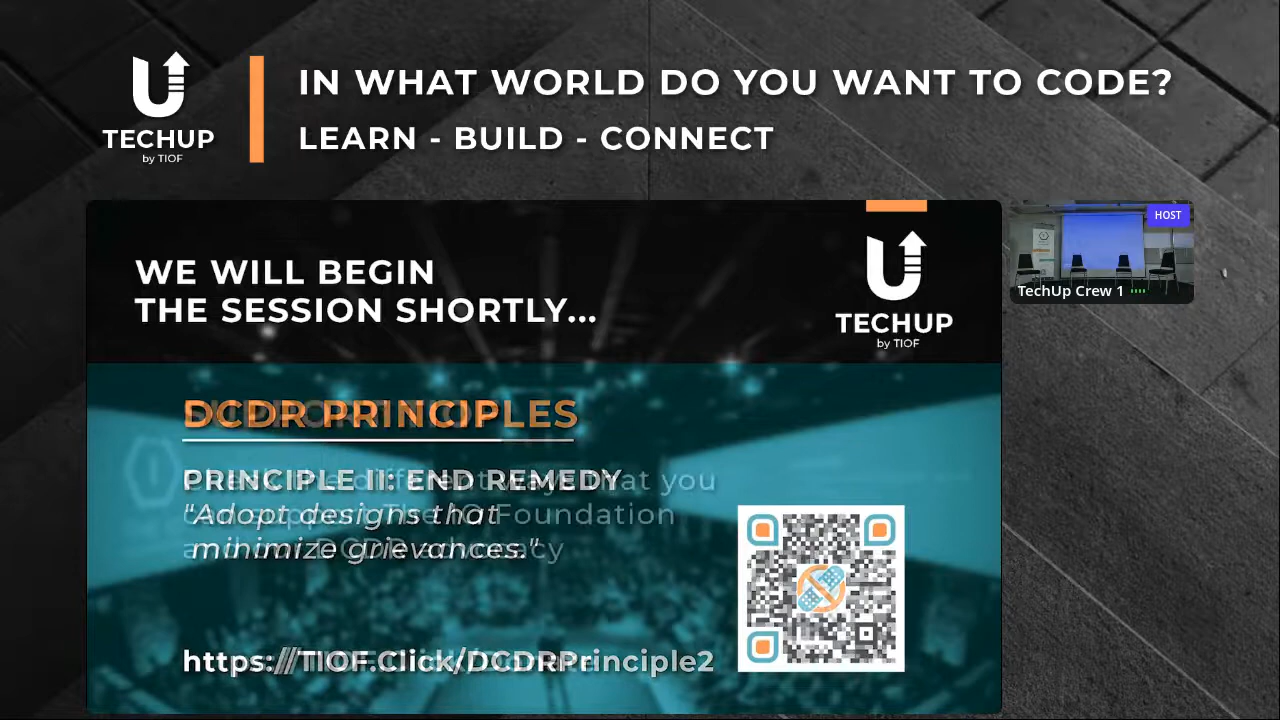 TECHUP
by TIOF
IN WHAT WORLD DO YOU WANT TO CODE?
LEARN - BUILD - CONNECT
WE WILL BEGIN
THE SESSION SHORTLY...
TECHUP
by TIOF
HOST
TechUp Crew 1
DCDR PRINCIPLES
PRINCIPLE II: END REMEDY
"Adopt designs that
minimize grievances."
https://TIOF.Click/DCDRPrinciple2